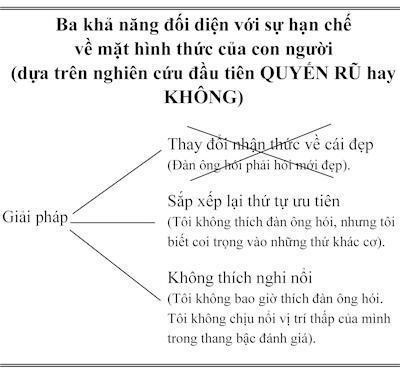 Ba khả năng đối diện với sự hạn chế
về mặt hình thức của con người
(dựa trên nghiên cứu đầu tiên QUYẾN RŨ hay
KHÔNG)
Thay đổi nhận thức về cái đẹp
(Đàn ông hói phải hói mới đẹp).
Giải pháp
Sắp xếp lại thứ tự ưu tiên
(Tôi không thích đàn ông hói, nhưng tôi
biết coi trọng vào những thứ khác cơ).
Không thích nghi nổi
(Tôi không bao giờ thích đàn ông hói.
Tôi không chịu nổi vị trí thấp của mình
trong thang bậc đánh giá).